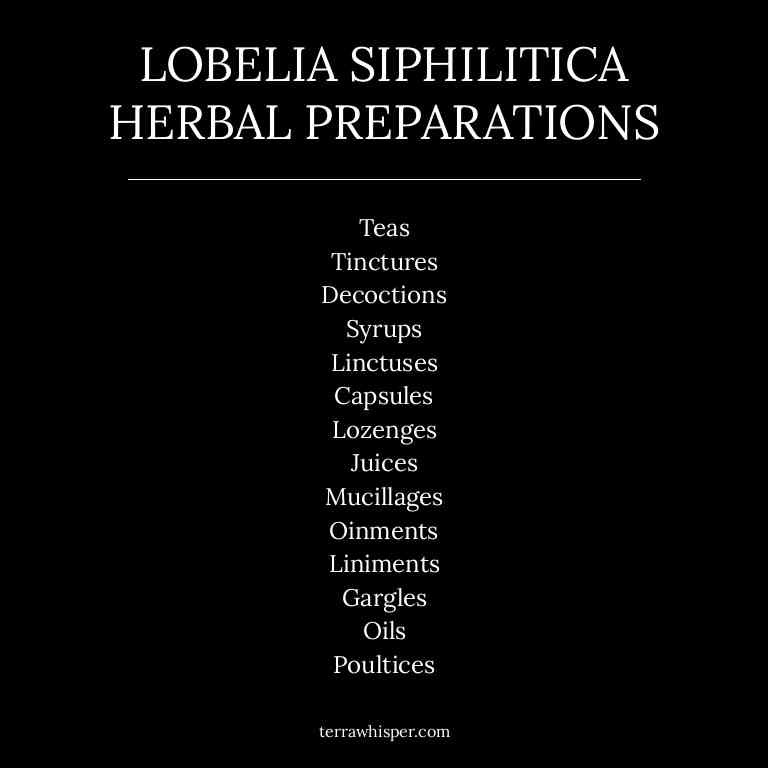 LOBELIA SIPHILITICA
HERBAL PREPARATIONS
Teas
Tinctures
Decoctions
Syrups
Linctuses
Capsules
Lozenges
Juices
Mucillages
Oinments
Liniments
Gargles
Oils
Poultices
terrawhisper.com